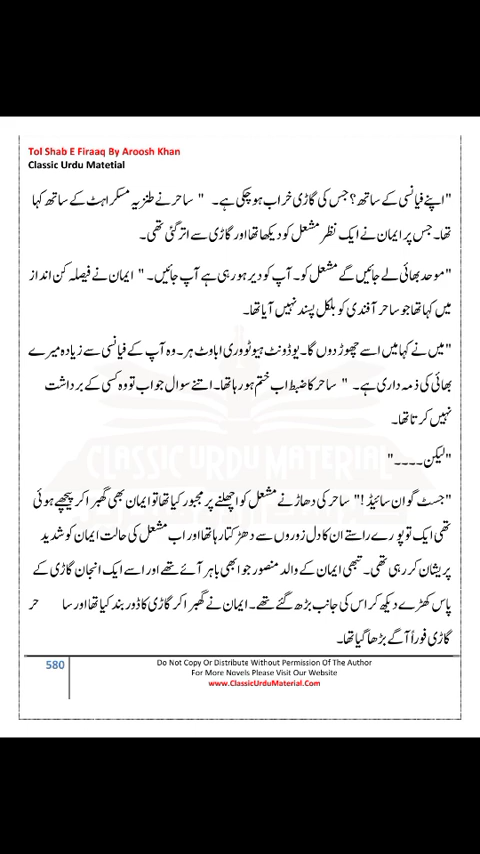 Tol Shab E Firaaq By Aroosh Khan
Classic Urdu Matetial
"اپنے فیانسی کے ساتھ؟ جس کی گاڑی خراب ہو چکی ہے۔ " ساحر نے طنزیہ مسکراہٹ کے ساتھ کہا
تھا۔ جس پر ایمان نے ایک نظر مشعل کو دیکھا تھا اور گاڑی سے اتر گئی تھی۔
"موحد بھائی لے جائیں گے مشعل کو۔ آپ کو دیر ہو رہی ہے آپ جائیں۔ " ایمان نے فیصلہ کن انداز
میں کہا تھا جو ساحر آفندی کو بلکل پسند نہیں آیا تھا۔
"میں نے کہا میں اسے چھوڑ دوں گا۔ یو ڈونٹ ہیو ٹو وری اباوٹ ہر۔ وہ آپ کے فیانسی سے زیادہ میرے
بھائی کی ذمہ داری ہے۔ " ساحر کا ضبط اب ختم ہو رہا تھا۔ اتنے سوال جواب تو وہ کسی کے برداشت
نہیں کرتا تھا۔
"لیکن۔۔۔۔"
"جسٹ گو ان سائیڈ!" ساحر کی دھاڑ نے مشعل کو اچھلنے پر مجبور کیا تھا تو ایمان بھی گھبرا کر پیچھے ہوئی
تھی ایک تو پورے راستے ان کا دل زوروں سے دھڑکتا رہا تھا اور اب مشعل کی حالت ایمان کو شدید
پریشان کر رہی تھی۔ تبھی ایمان کے والد منصور جو ابھی باہر آئے تھے اور اسے ایک انجان گاڑی کے
پاس کھڑے دیکھ کر اس کی جانب بڑھ گئے تھے۔ ایمان نے گھبرا کر گاڑی کا ڈور بند کیا تھا اور سا حر
گاڑی فوراً آگے بڑھا گیا تھا۔
CLASSIC URDU MATERIAL
580
Do Not Copy Or Distribute Without Permission Of The Author
For More Novels Please Visit Our Website
www.ClassicUrduMaterial.Com